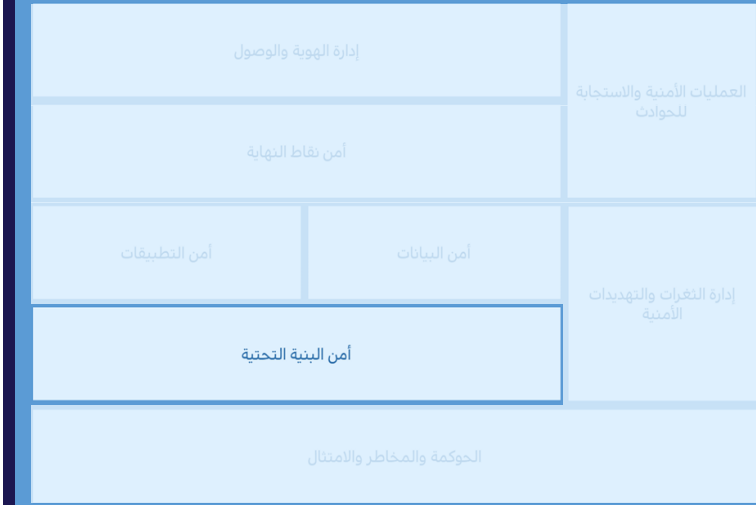 إدارة الهوية والوصول
العمليات الأمنية والاستجابة
للحوادث
أمن نقاط النهاية
أمن البيانات
أمن التطبيقات
إدارة الثغرات والتهديدات
الأمنية
أمن البنية التحتية
الحوكمة والمخاطر والامتثال